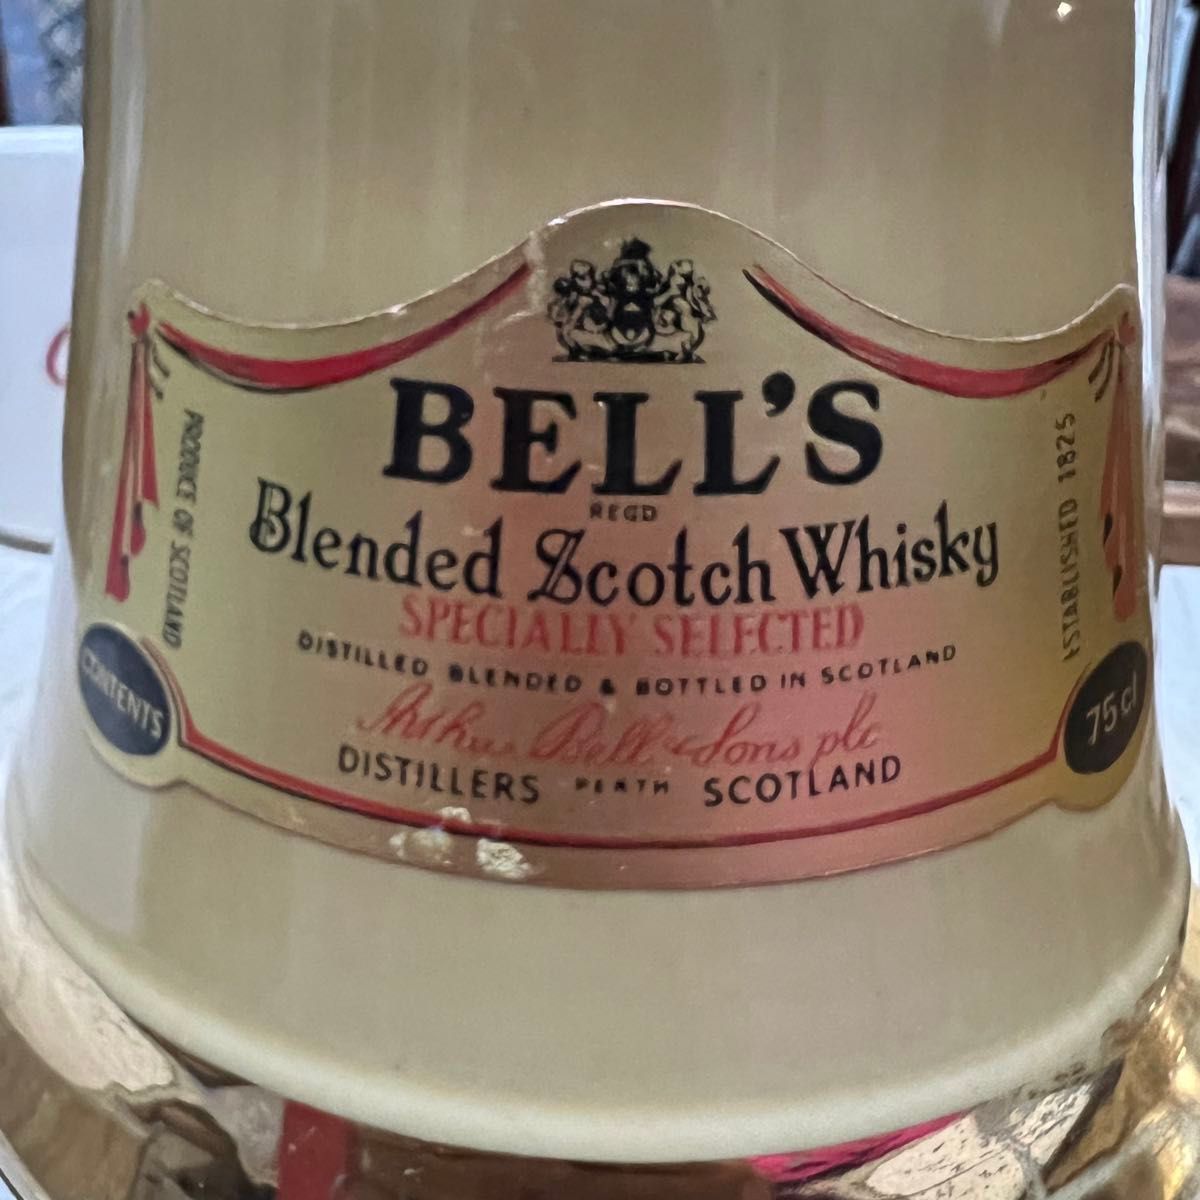 BELL'S
REGD
Blended Scotch Whisky
SPECIALLY SELECTED
DISTILLED BLENDED & BOTTLED IN SCOTLAND
Arthur Bell & Sons plc
DISTILLERS PERTH SCOTLAND
PRODUCE OF SCOTLAND
ESTABLISHED 1825
CONTENTS
75cl